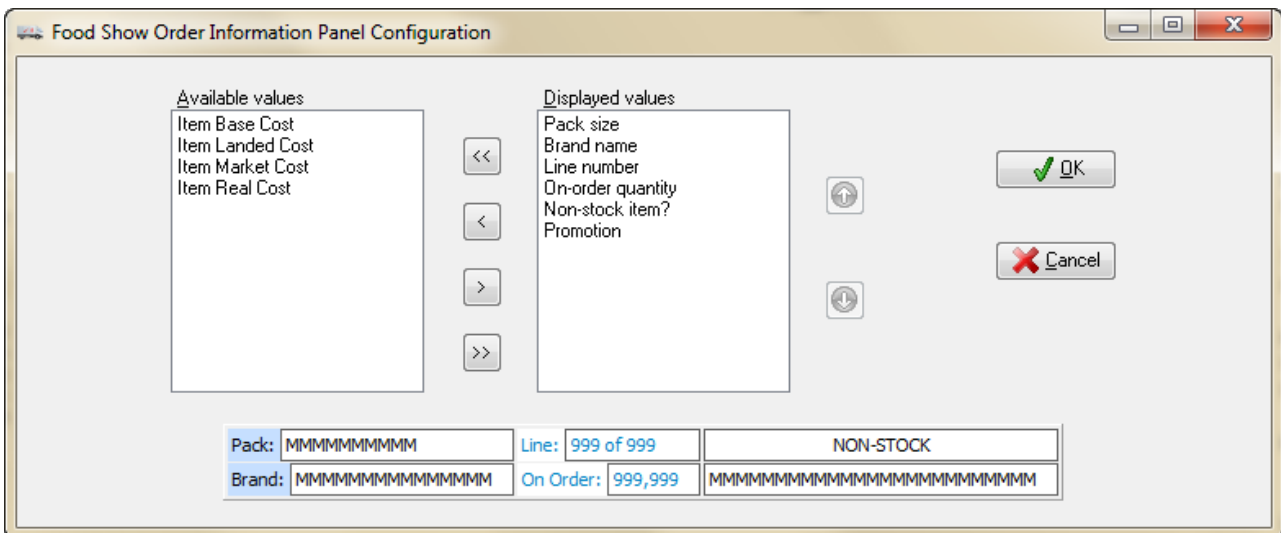 Food Show Order Information Panel Configuration
Available values
Item Base Cost
Item Landed Cost
Item Market Cost
Item Real Cost
<<
<
>
>>
Displayed values
Pack size
Brand name
Line number
On-order quantity
Non-stock item?
Promotion
OK
Cancel
Pack: MMMMMMMMMM Line: 999 of 999 NON-STOCK
Brand: MMMMMMMMMMMMMMM On Order: 999,999 MMMMMMMMMMMMMMMMMMMMMMMMM